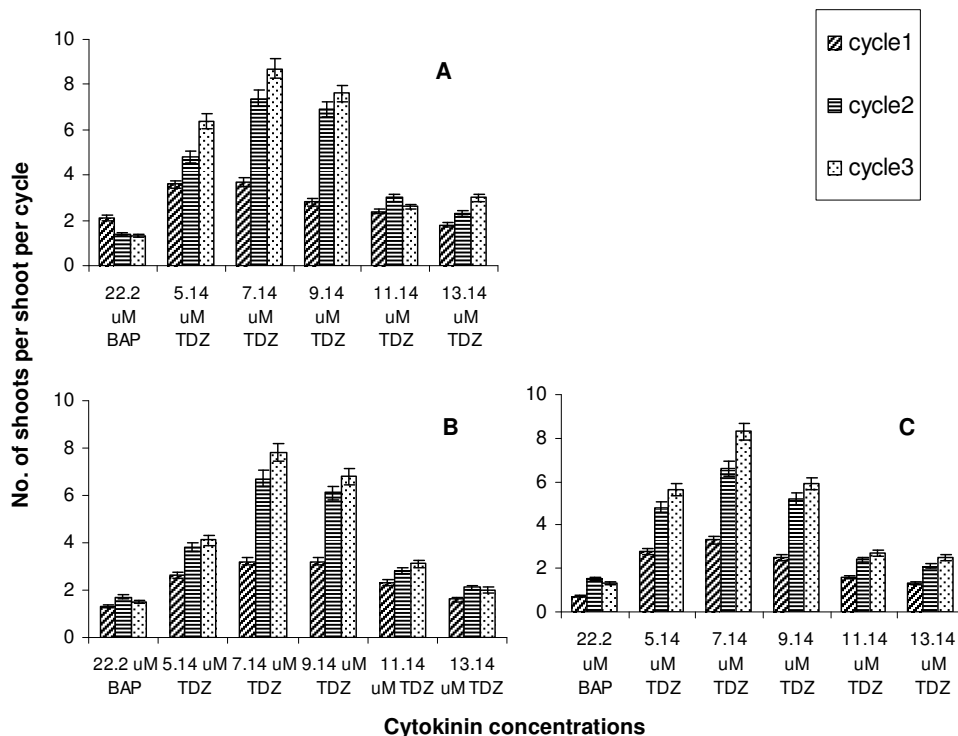 cycle1
cycle2
cycle3
No. of shoots per shoot per cycle
A
10
8
6
4
2
0
22.2 5.14 7.14 9.14 11.14 13.14
uM uM uM uM uM uM
BAP TDZ TDZ TDZ TDZ TDZ
B
10
8
6
4
2
0
22.2 uM 5.14 uM 7.14 uM 9.14 uM 11.14 13.14
BAP TDZ TDZ TDZ uM TDZ uM TDZ
C
10
8
6
4
2
0
22.2 5.14 7.14 9.14 11.14 13.14
uM uM uM uM uM uM
BAP TDZ TDZ TDZ TDZ TDZ
Cytokinin concentrations